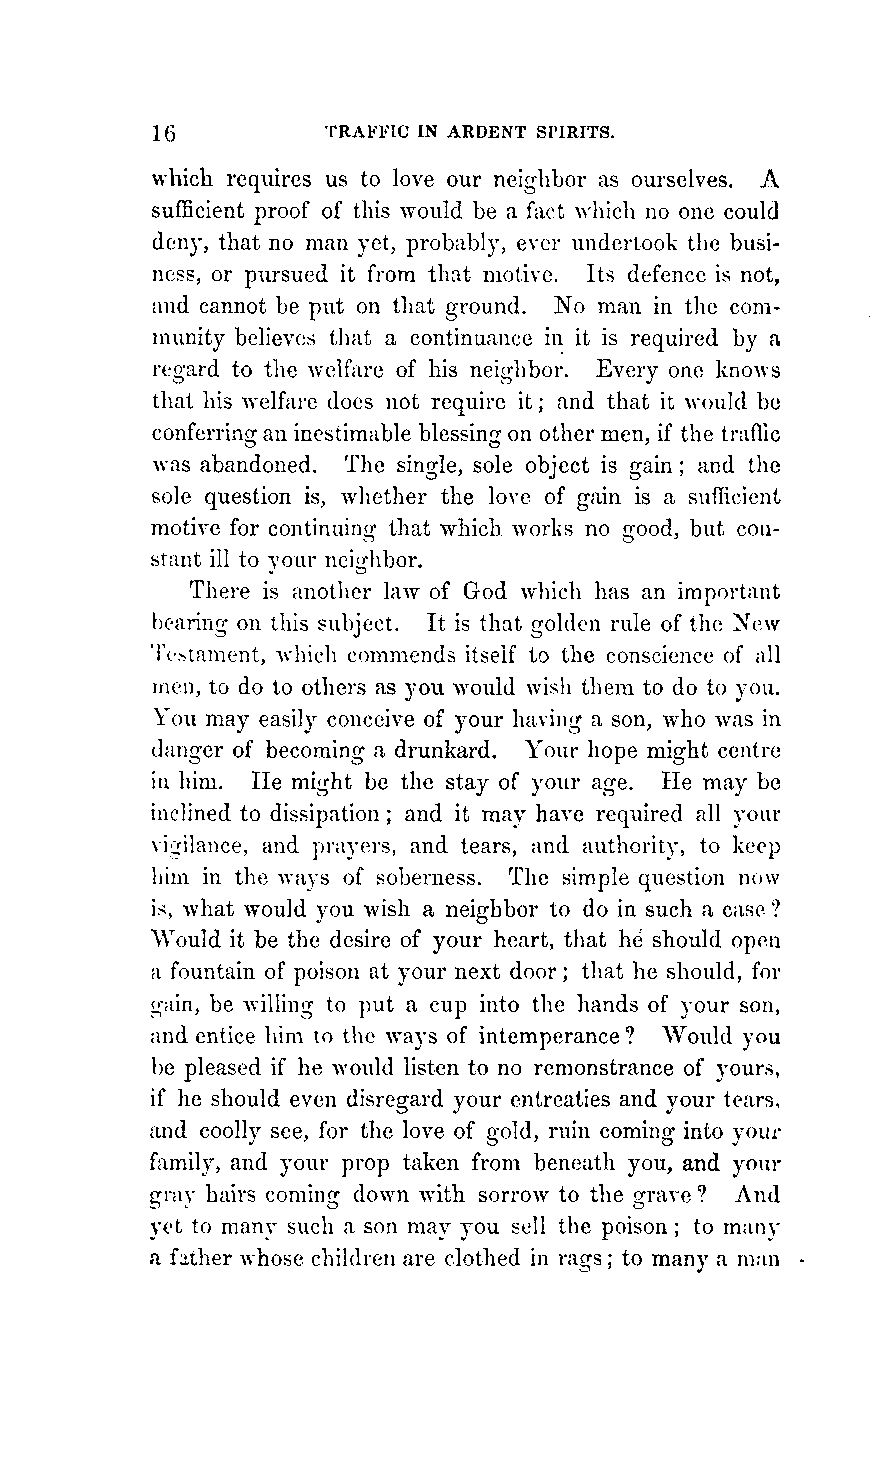 16 TRAFFIC IN ARDENT SPIRITS.
which requires us to love our neighbor as ourselves. A
sufficient proof of this would be a fact which no one could
deny, that no man yet, probably, ever undertook the busi-
ness, or pursued it from that motive. Its defence is not,
and cannot be put on that ground. No man in the com-
munity believes that a continuance in it is required by a
regard to the welfare of his neighbor. Every one knows
that his welfare does not require it; and that it would be
conferring an inestimable blessing on other men, if the traffic
was abandoned. The single, sole object is gain; and the
sole question is, whether the love of gain is a sufficient
motive for continuing that which works no good, but con-
stant ill to your neighbor.
There is another law of God which has an important
bearing on this subject. It is that golden rule of the New
Testament, which commends itself to the conscience of all
men, to do to others as you would wish them to do to you.
You may easily conceive of your having a son, who was in
danger of becoming a drunkard. Your hope might centre
in him. He might be the stay of your age. He may be
inclined to dissipation; and it may have required all your
vigilance, and prayers, and tears, and authority, to keep
him in the ways of soberness. The simple question now
is, what would you wish a neighbor to do in such a case?
Would it be the desire of your heart, that he should open
a fountain of poison at your next door; that he should, for
gain, be willing to put a cup into the hands of your son,
and entice him to the ways of intemperance? Would you
be pleased if he would listen to no remonstrance of yours,
if he should even disregard your entreaties and your tears,
and coolly see, for the love of gold, ruin coming into your
family, and your prop taken from beneath you, and your
gray hairs coming down with sorrow to the grave? And
yet to many such a son may you sell the poison; to many
a father whose children are clothed in rags; to many a man